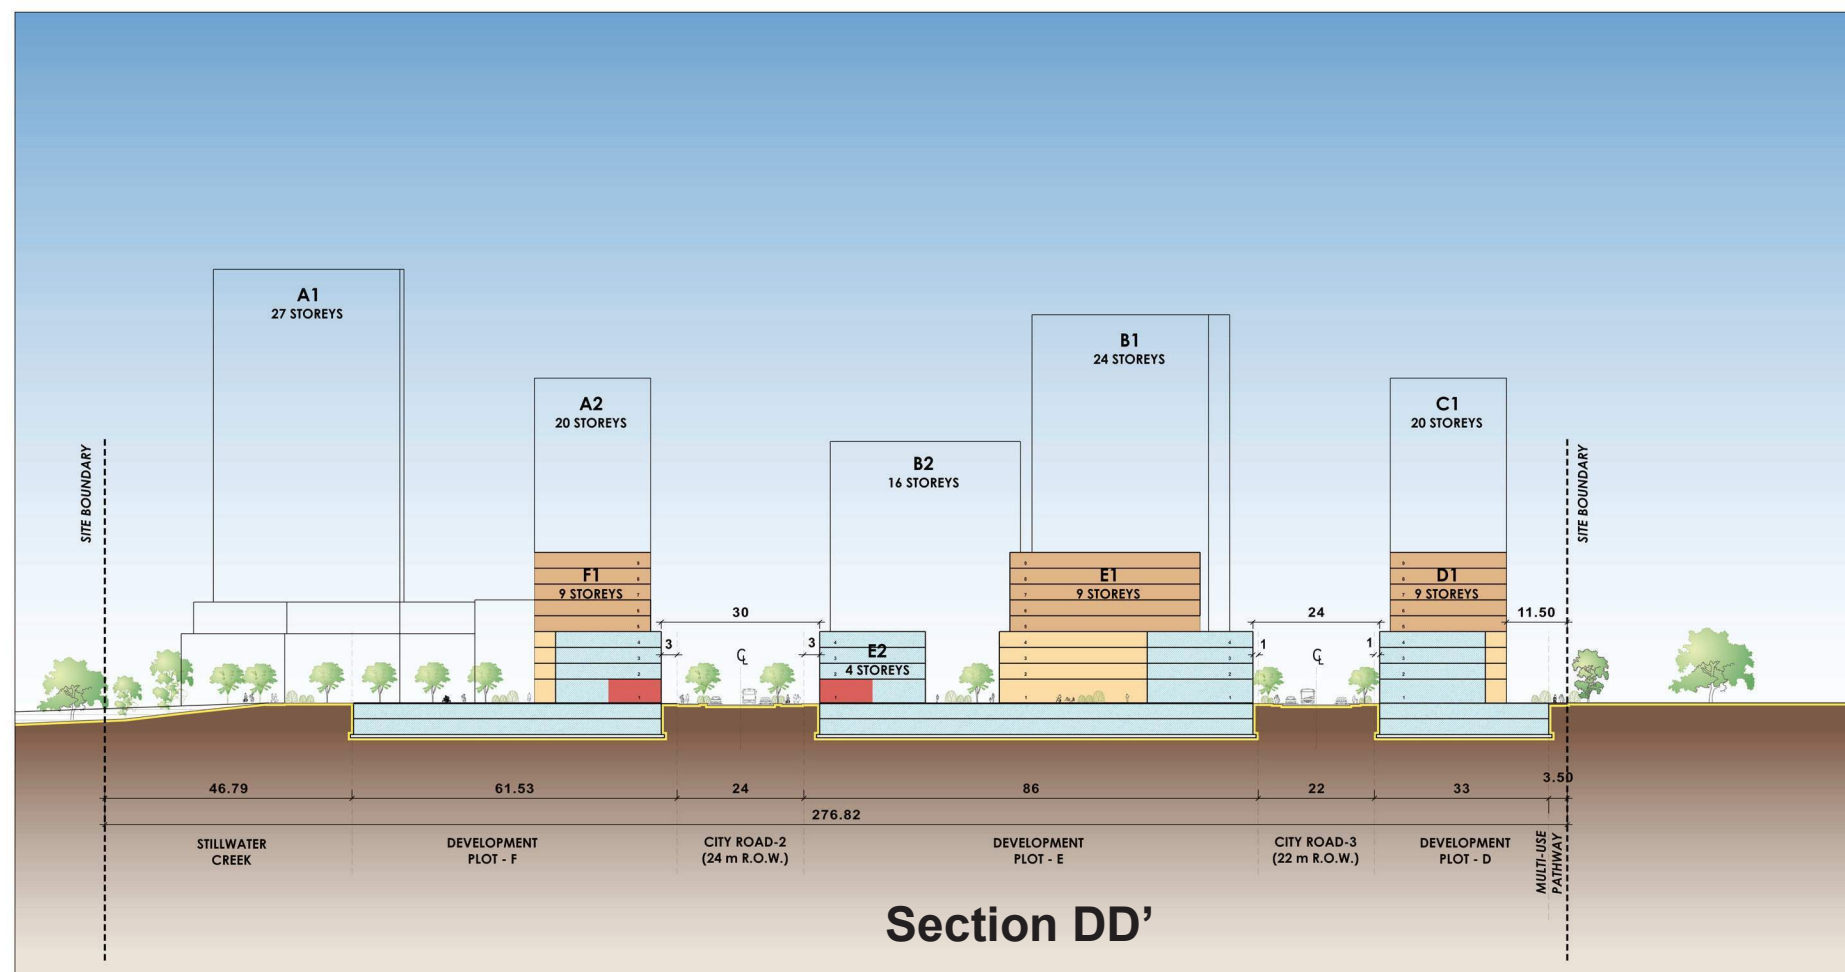 A1
27 STOREYS
B1
24 STOREYS
A2
20 STOREYS
C1
20 STOREYS
B2
16 STOREYS
SITE BOUNDARY
SITE BOUNDARY
F1
9 STOREYS
E1
9 STOREYS
D1
9 STOREYS
30
24
11.50
3
3
1
1
E2
4 STOREYS
46.79
61.53
24
86
22
33
3.50
276.82
STILLWATER
CREEK
DEVELOPMENT
PLOT - F
CITY ROAD-2
(24 m R.O.W.)
DEVELOPMENT
PLOT - E
CITY ROAD-3
(22 m R.O.W.)
DEVELOPMENT
PLOT - D
MULTI-USE
PATHWAY
Section DD’